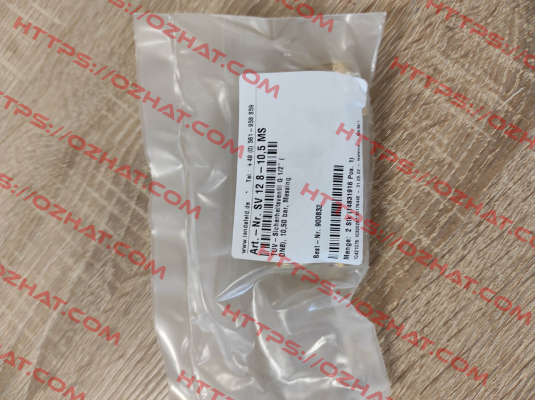 www.landefeld.de - Tel.: +49 (0) 561 - 958 859
Art.-Nr. SV 12 8-10,5 MS
TÜV-Sicherheitsventil G 1/2" (
DN8), 10,50 bar, Messing
Best-Nr. 900832
Menge: 2 Stk
Pos. 1)
HTTPS://OZHAT.COM